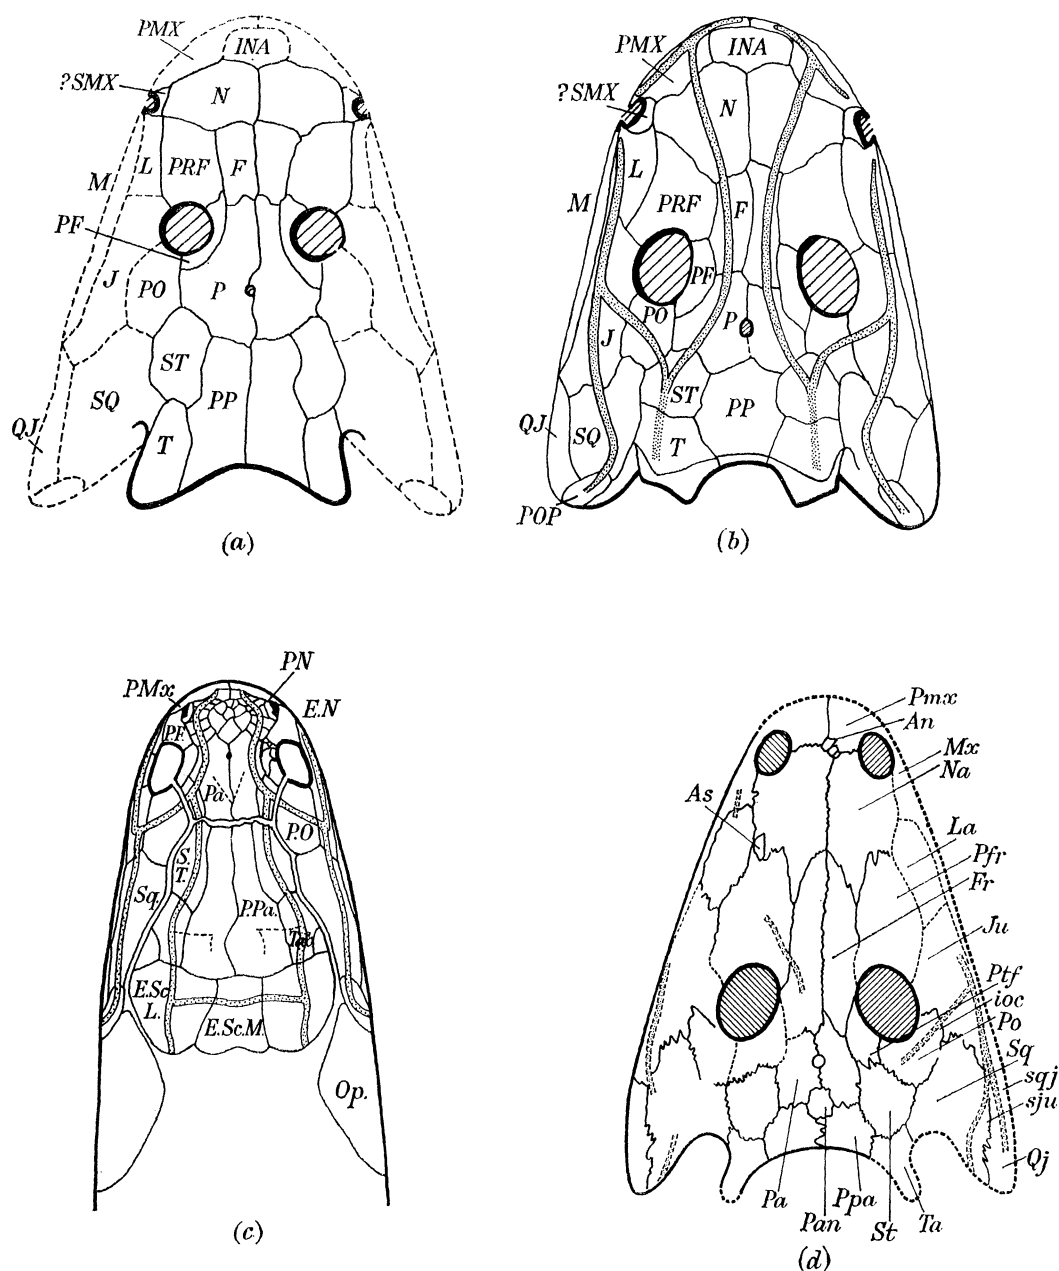 PMX
INA
?SMX
N
L
PRF
F
M
PF
J
PO
P
ST
SQ
PP
QJ
T
(a)
PMX
INA
?SMX
N
L
M
PRF
F
PF
PO
P
J
ST
PP
QJ
SQ
T
POP
(b)
PN
PMx
E.N
PF.
Pa
P.O
S.
T.
Sq.
P.Pa.
Tab
E.Sc
L.
E.Sc.M.
Op.
(c)
Pmx
An
Mx
Na
As
La
Pfr
Fr
Ju
Ptf
ioc
Po
Sq
sqj
sju
Qj
Pa
Ppa
Pan
St
Ta
(d)